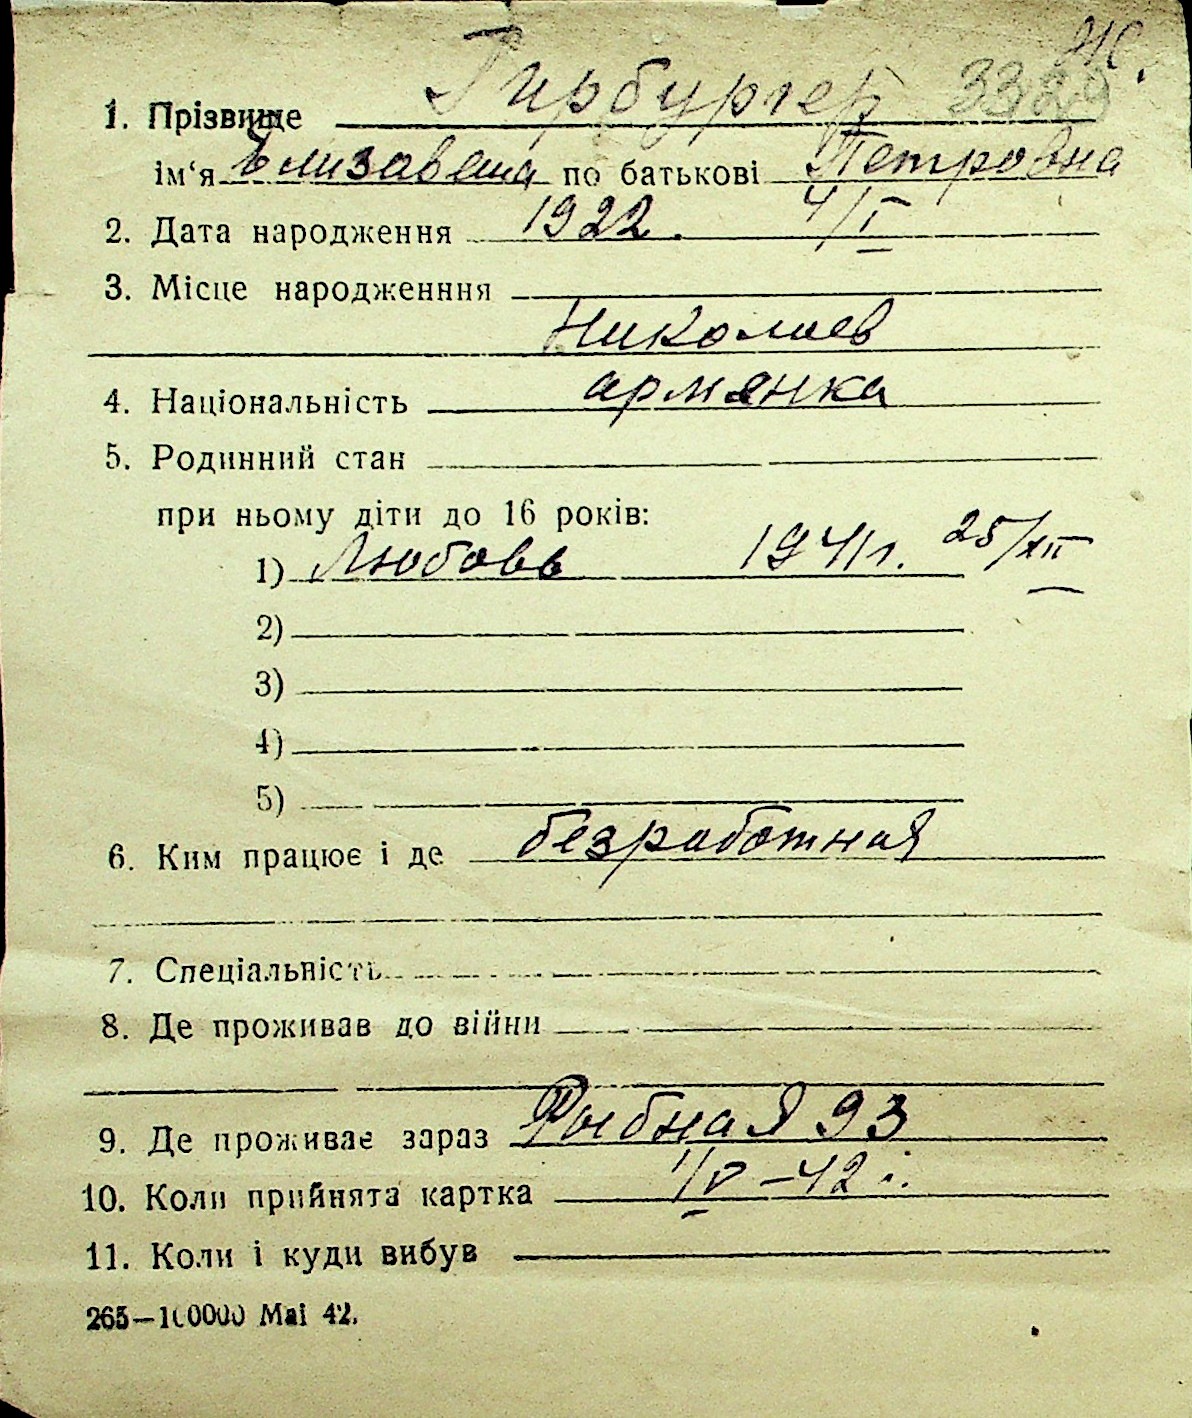 Ж.
1. Прізвище Гирбургер 3329
ім‘я Елизавета по батькові Петровна
2. Дата народження 1922. 4/I
3. Місце народженння
Николаев
4. Національність армянка
5. Родинний стан
при ньому діти до 16 років:
1) Любовь 1941г. 25/XII
2)
3)
4)
5)
6. Ким працює і де безработная
7. Спеціальність
8. Де проживав до війни
9. Де проживає зараз Рыбная 93
10. Коли прийнята картка 1/V–42
11. Коли і куди вибув
265–100000 Mai 42.